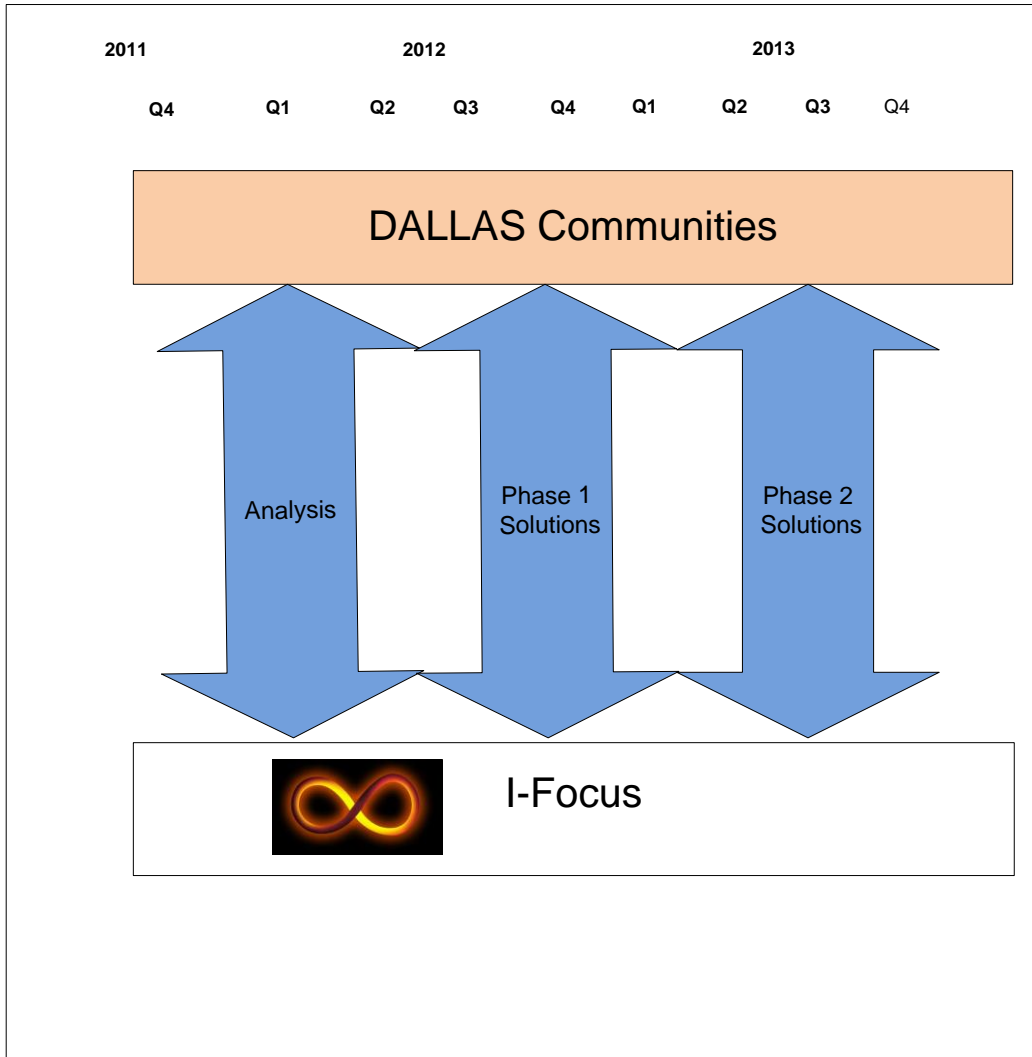 2011 2012 2013
Q4 Q1 Q2 Q3 Q4 Q1 Q2 Q3 Q4
DALLAS Communities
Analysis
Phase 1
Solutions
Phase 2
Solutions
I-Focus